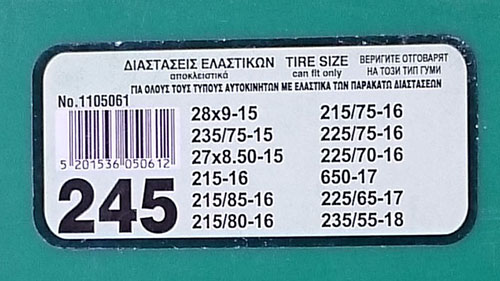 ΔΙΑΣΤΑΣΕΙΣ ΕΛΑΣΤΙΚΩΝ
αποκλειστικά
TIRE SIZE
can fit only
ВЕРИГИТЕ ОТГОВАРЯТ
НА ТОЗИ ТИП ГУМИ
ΓΙΑ ΟΛΟΥΣ ΤΟΥΣ ΤΥΠΟΥΣ ΑΥΤΟΚΙΝΗΤΩΝ ΜΕ ΕΛΑΣΤΙΚΑ ΤΩΝ ΠΑΡΑΚΑΤΩ ΔΙΑΣΤΑΣΕΩΝ
No.1105061
5 201536 050612
245
28x9-15
235/75-15
27x8.50-15
215-16
215/85-16
215/80-16
215/75-16
225/75-16
225/70-16
650-17
225/65-17
235/55-18